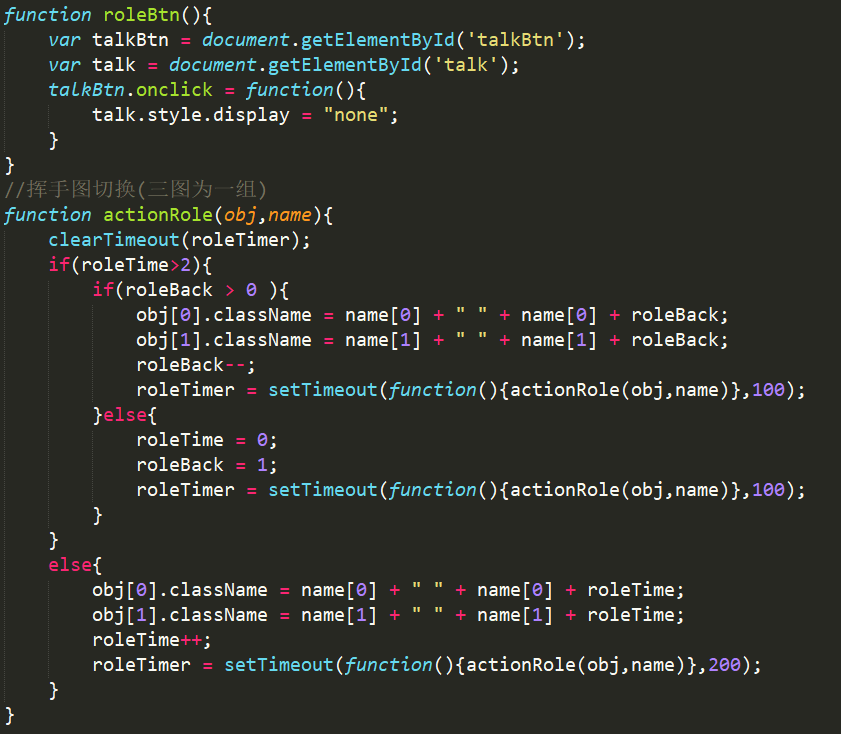 function roleBtn(){
var talkBtn = document.getElementById('talkBtn');
var talk = document.getElementById('talk');
talkBtn.onclick = function(){
talk.style.display = "none";
}
}
//挥手图切换(三图为一组)
function actionRole(obj,name){
clearTimeout(roleTimer);
if(roleTime>2){
if(roleBack > 0 ){
obj[0].className = name[0] + " " + name[0] + roleBack;
obj[1].className = name[1] + " " + name[1] + roleBack;
roleBack--;
roleTimer = setTimeout(function(){actionRole(obj,name)},100);
}else{
roleTime = 0;
roleBack = 1;
roleTimer = setTimeout(function(){actionRole(obj,name)},100);
}
}
else{
obj[0].className = name[0] + " " + name[0] + roleTime;
obj[1].className = name[1] + " " + name[1] + roleTime;
roleTime++;
roleTimer = setTimeout(function(){actionRole(obj,name)},200);
}
}